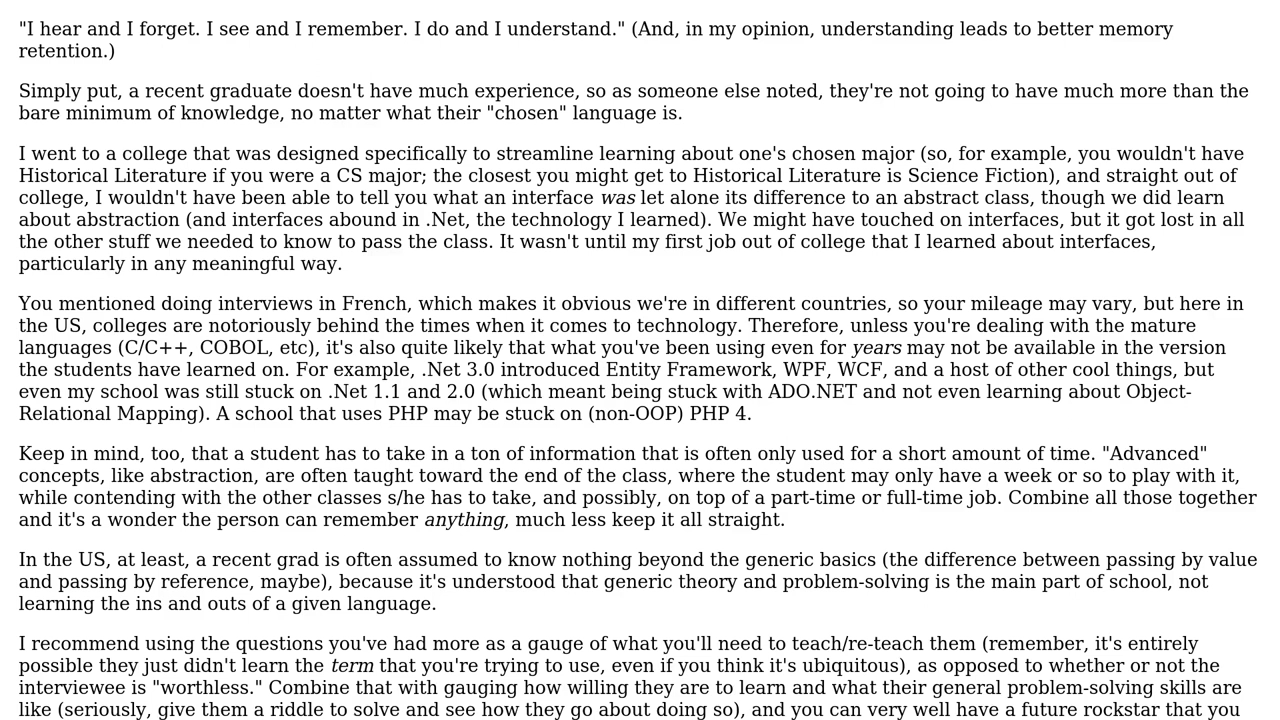 "I hear and I forget. I see and I remember. I do and I understand." (And, in my opinion, understanding leads to better memory
retention.)
Simply put, a recent graduate doesn't have much experience, so as someone else noted, they're not going to have much more than the
bare minimum of knowledge, no matter what their "chosen" language is.
I went to a college that was designed specifically to streamline learning about one's chosen major (so, for example, you wouldn't have
Historical Literature if you were a CS major; the closest you might get to Historical Literature is Science Fiction), and straight out of
college, I wouldn't have been able to tell you what an interface was let alone its difference to an abstract class, though we did learn
about abstraction (and interfaces abound in .Net, the technology I learned). We might have touched on interfaces, but it got lost in all
the other stuff we needed to know to pass the class. It wasn't until my first job out of college that I learned about interfaces,
particularly in any meaningful way.
You mentioned doing interviews in French, which makes it obvious we're in different countries, so your mileage may vary, but here in
the US, colleges are notoriously behind the times when it comes to technology. Therefore, unless you're dealing with the mature
languages (C/C++, COBOL, etc), it's also quite likely that what you've been using even for years may not be available in the version
the students have learned on. For example, .Net 3.0 introduced Entity Framework, WPF, WCF, and a host of other cool things, but
even my school was still stuck on .Net 1.1 and 2.0 (which meant being stuck with ADO.NET and not even learning about Object-
Relational Mapping). A school that uses PHP may be stuck on (non-OOP) PHP 4.
Keep in mind, too, that a student has to take in a ton of information that is often only used for a short amount of time. "Advanced"
concepts, like abstraction, are often taught toward the end of the class, where the student may only have a week or so to play with it,
while contending with the other classes s/he has to take, and possibly, on top of a part-time or full-time job. Combine all those together
and it's a wonder the person can remember anything, much less keep it all straight.
In the US, at least, a recent grad is often assumed to know nothing beyond the generic basics (the difference between passing by value
and passing by reference, maybe), because it's understood that generic theory and problem-solving is the main part of school, not
learning the ins and outs of a given language.
I recommend using the questions you've had more as a gauge of what you'll need to teach/re-teach them (remember, it's entirely
possible they just didn't learn the term that you're trying to use, even if you think it's ubiquitous), as opposed to whether or not the
interviewee is "worthless." Combine that with gauging how willing they are to learn and what their general problem-solving skills are
like (seriously, give them a riddle to solve and see how they go about doing so), and you can very well have a future rockstar that you